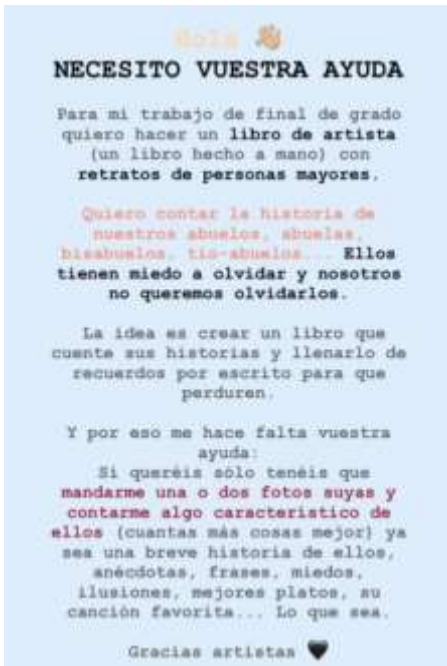 Hola 👋🏼
NECESITO VUESTRA AYUDA
Para mi trabajo de final de grado
quiero hacer un libro de artista
(un libro hecho a mano) con
retratos de personas mayores.
Quiero contar la historia de
nuestros abuelos, abuelas,
bisabuelos, tio-abuelos... Ellos
tienen miedo a olvidar y nosotros
no queremos olvidarlos.
La idea es crear un libro que
cuente sus historias y llenarlo de
recuerdos por escrito para que
perduren.
Y por eso me hace falta vuestra
ayuda:
Si queréis sólo tenéis que
mandarme una o dos fotos suyas y
contarme algo característico de
ellos (cuantas más cosas mejor) ya
sea una breve historia de ellos,
anécdotas, frases, miedos,
ilusiones, mejores platos, su
canción favorita... Lo que sea.
Gracias artistas 🖤